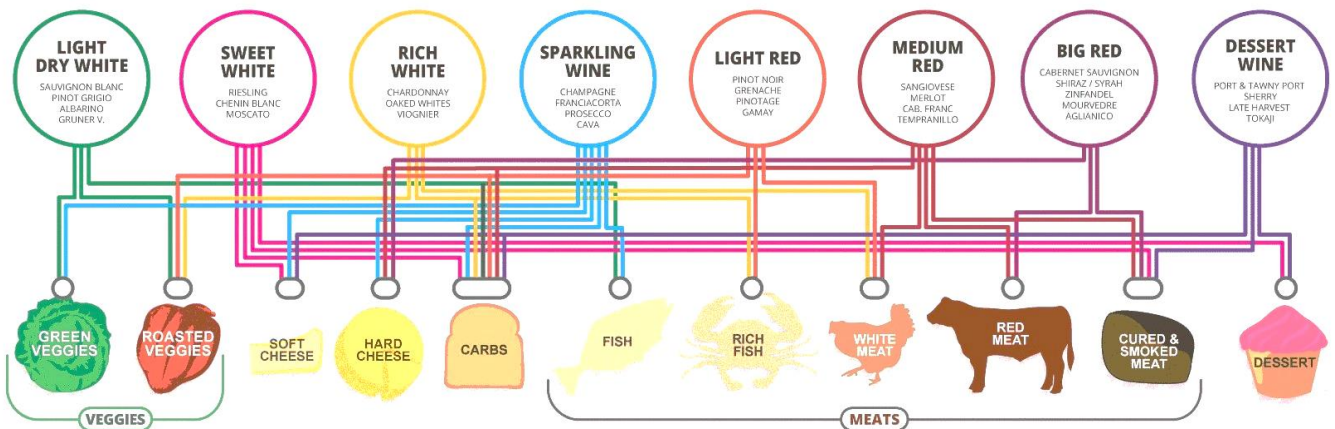 LIGHT
DRY WHITE
SAUVIGNON BLANC
PINOT GRIGIO
ALBARINO
GRUNER V.
SWEET
WHITE
RIESLING
CHENIN BLANC
MOSCATO
RICH
WHITE
CHARDONNAY
OAKED WHITES
VIOGNIER
SPARKLING
WINE
CHAMPAGNE
FRANCIACORTA
PROSECCO
CAVA
LIGHT RED
PINOT NOIR
GRENACHE
PINOTAGE
GAMAY
MEDIUM
RED
SANGIOVESE
MERLOT
CAB. FRANC
TEMPRANILLO
BIG RED
CABERNET SAUVIGNON
SHIRAZ / SYRAH
ZINFANDEL
MOURVEDRE
AGLIANICO
DESSERT
WINE
PORT & TAWNY PORT
SHERRY
LATE HARVEST
TOKAJI
GREEN
VEGGIES
ROASTED
VEGGIES
SOFT
CHEESE
HARD
CHEESE
CARBS
FISH
RICH
FISH
WHITE
MEAT
RED
MEAT
CURED &
SMOKED
MEAT
DESSERT
VEGGIES
MEATS